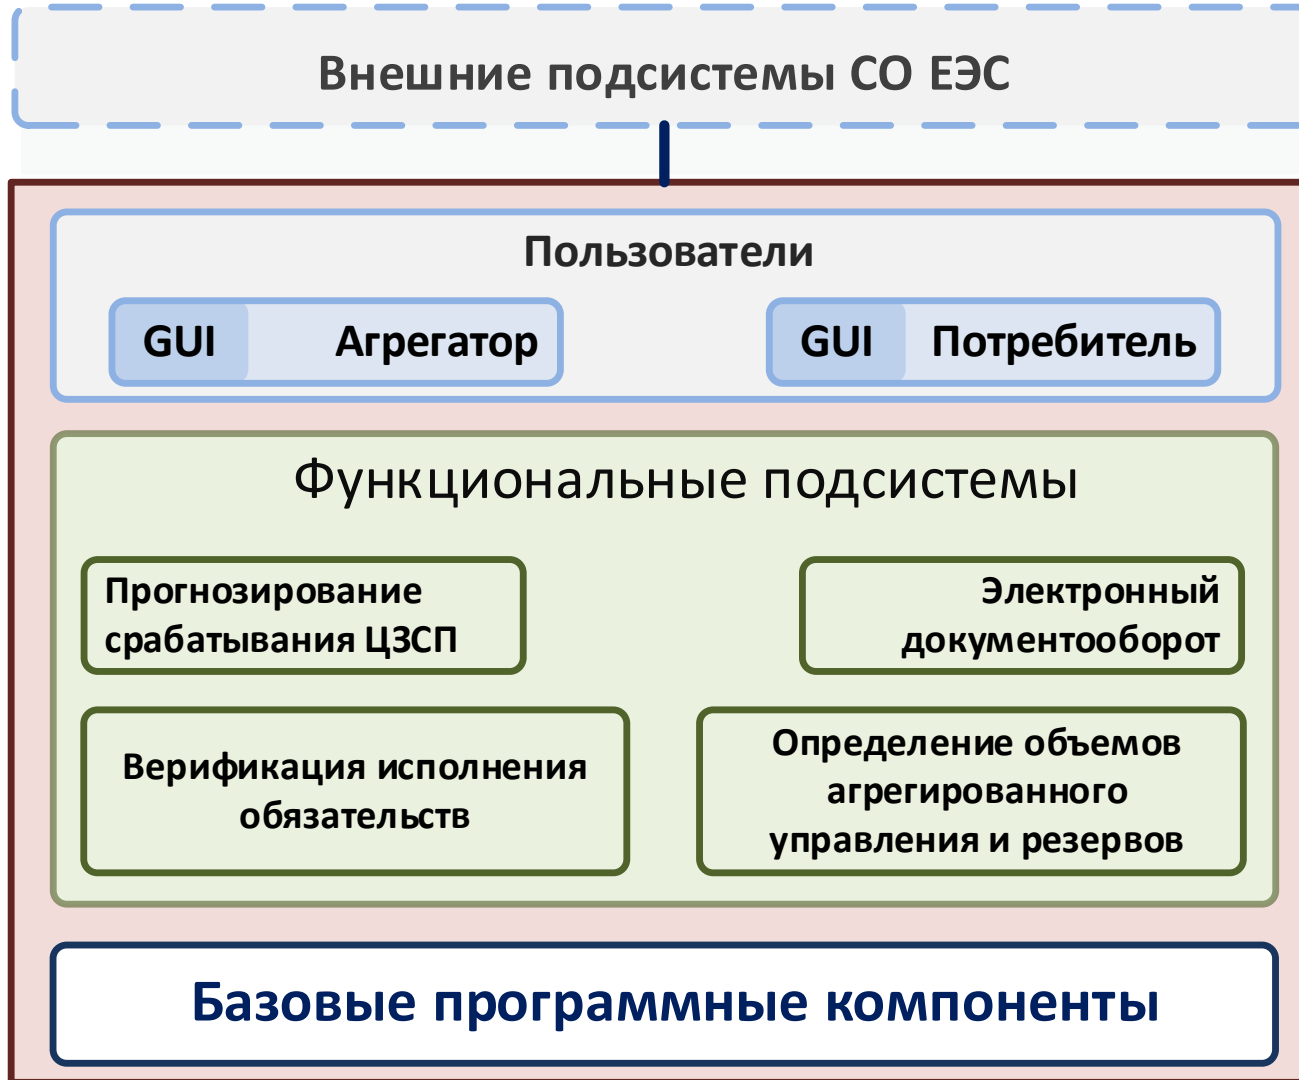 Внешние подсистемы СО ЕЭС
Пользователи
GUI Агрегатор
GUI Потребитель
Функциональные подсистемы
Прогнозирование
срабатывания ЦЗСП
Электронный
документооборот
Верификация исполнения
обязательств
Определение объемов
агрегированного
управления и резервов
Базовые программные компоненты